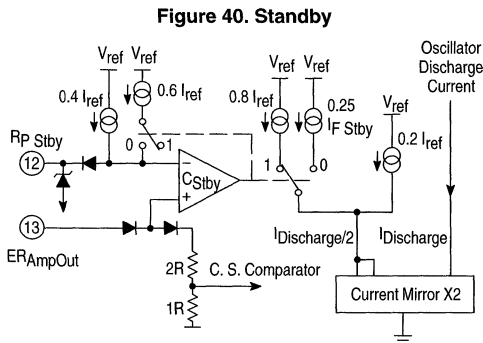 Figure 40. Standby
Oscillator
Discharge
Current
Vref
Vref
Vref
Vref
Vref
0.4 Iref
0.6 Iref
0.8 Iref
0.25
IF Stby
0.2 Iref
RP Stby
12
0
1
1
0
CStby
–
+
13
ERAmpOut
2R
C. S. Comparator
1R
IDischarge/2
IDischarge
Current Mirror X2